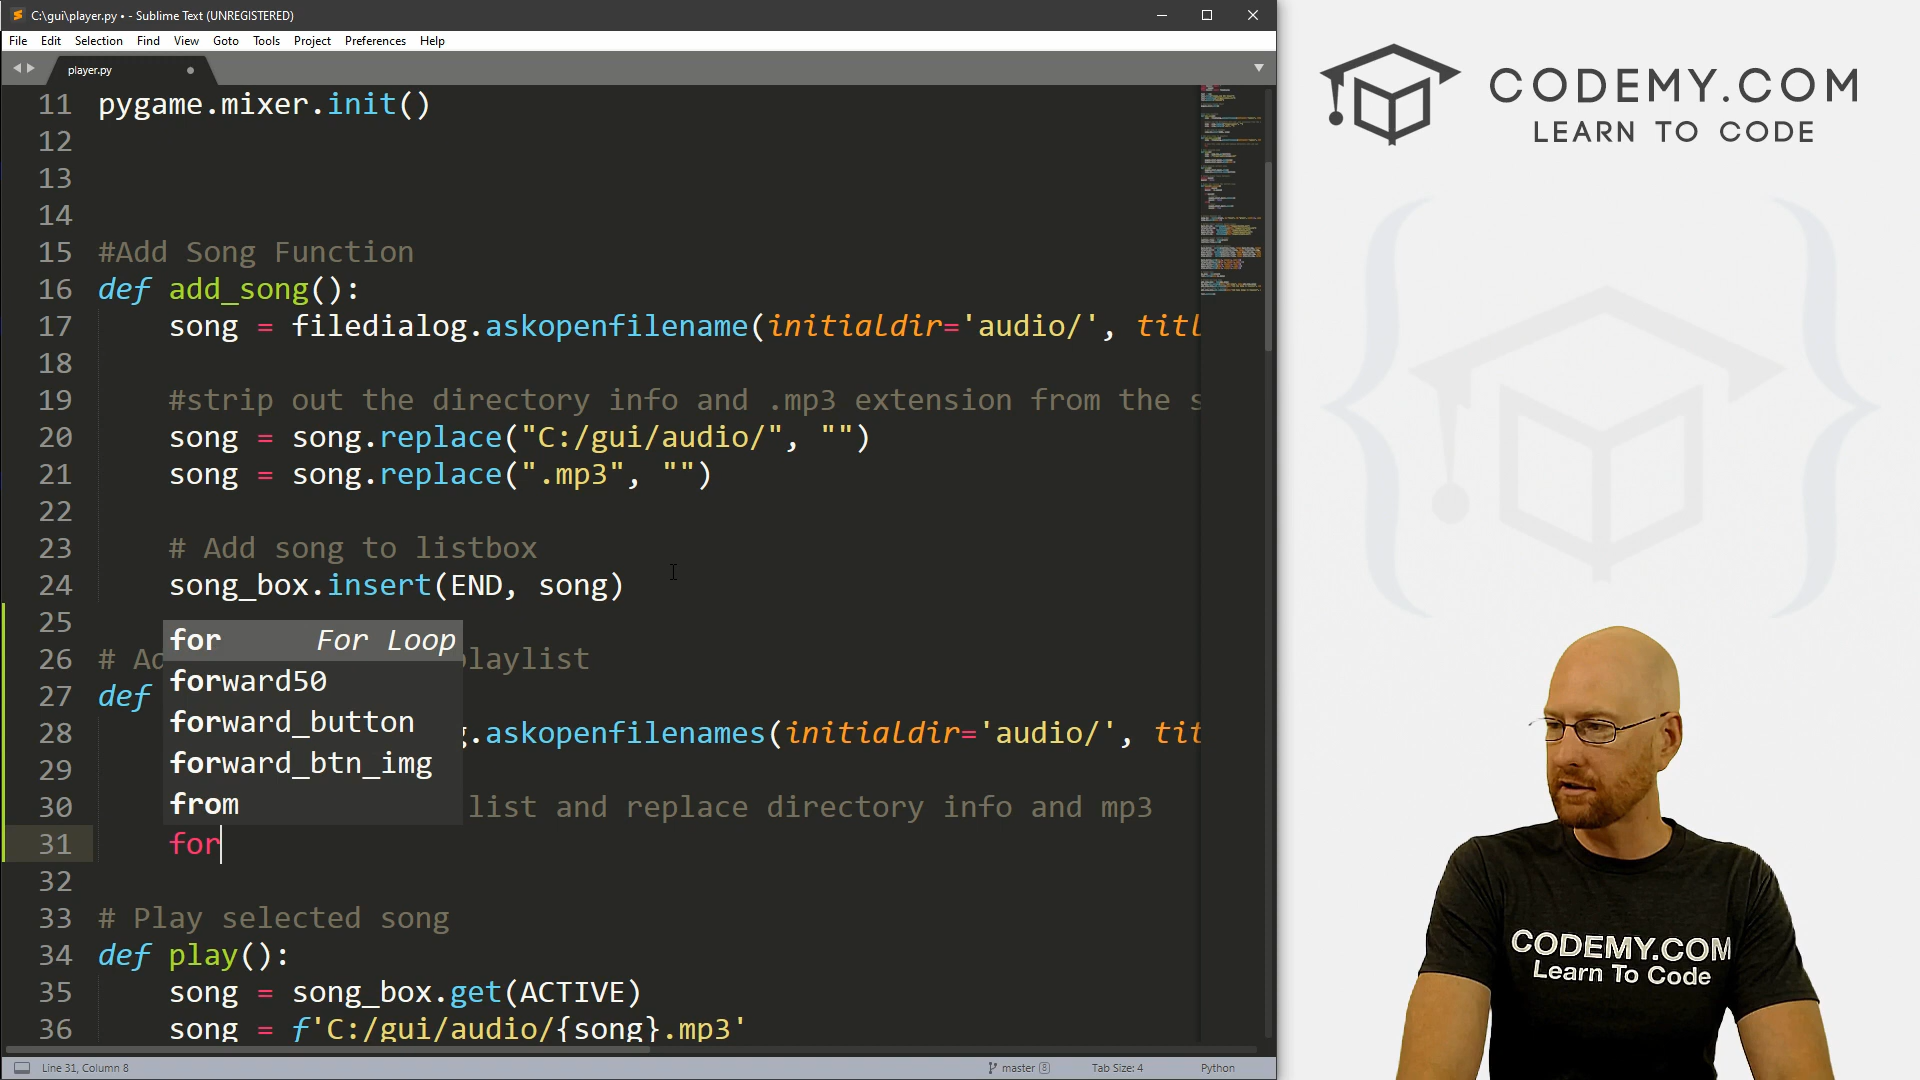 C:\gui\player.py • - Sublime Text (UNREGISTERED)
File Edit Selection Find View Goto Tools Project Preferences Help
player.py
11 pygame.mixer.init()
12
13
14
15 #Add Song Function
16 def add_song():
17 song = filedialog.askopenfilename(initialdir='audio/', titl
18
19 #strip out the directory info and .mp3 extension from the s
20 song = song.replace("C:/gui/audio/", "")
21 song = song.replace(".mp3", "")
22
23 # Add song to listbox
24 song_box.insert(END, song)
25
for For Loop
26 # Ad playlist
forward50
27 def
forward_button
28 .askopenfilenames(initialdir='audio/', tit
29
forward_btn_img
from
30 list and replace directory info and mp3
31 for
32
33 # Play selected song
34 def play():
35 song = song_box.get(ACTIVE)
36 song = f'C:/gui/audio/{song}.mp3'
Line 31, Column 8 master 8 Tab Size: 4 Python
CODEMY.COM
LEARN TO CODE
CODEMY.COM
Learn To Code